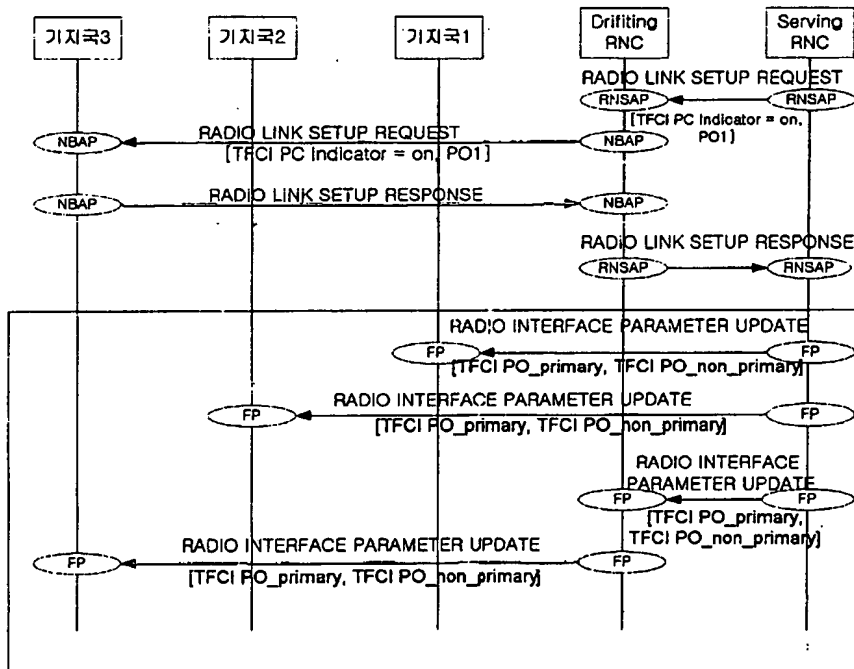 기지국3
기지국2
기지국1
Drifiting
RNC
Serving
RNC
RADIO LINK SETUP REQUEST
RNSAP
RNSAP
[TFCI PC Indicator = on,
PO1]
RADIO LINK SETUP REQUEST
NBAP
NBAP
[TFCI PC Indicator = on, PO1]
RADIO LINK SETUP RESPONSE
NBAP
NBAP
RADIO LINK SETUP RESPONSE
RNSAP
RNSAP
RADIO INTERFACE PARAMETER UPDATE
FP
FP
[TFCI PO_primary, TFCI PO_non_primary]
RADIO INTERFACE PARAMETER UPDATE
FP
FP
[TFCI PO_primary, TFCI PO_non_primary]
RADIO INTERFACE
PARAMETER UPDATE
FP
FP
[TFCI PO_primary,
TFCI PO_non_primary]
RADIO INTERFACE PARAMETER UPDATE
FP
FP
[TFCI PO_primary, TFCI PO_non_primary]